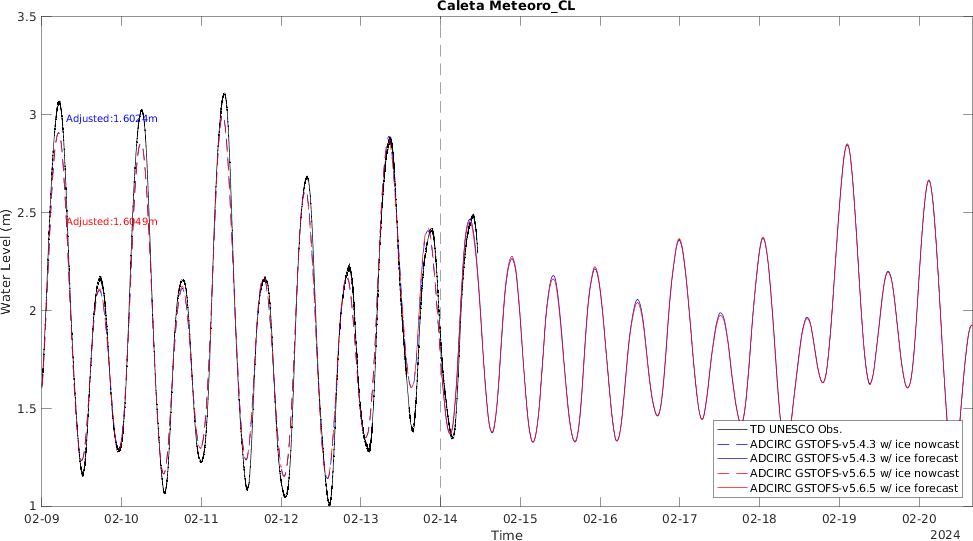 Caleta Meteoro_CL
3.5
3
2.5
2
1.5
1
Water Level (m)
Adjusted:1.6024m
Adjusted:1.6049m
TD UNESCO Obs.
ADCIRC GSTOFS-v5.4.3 w/ ice nowcast
ADCIRC GSTOFS-v5.4.3 w/ ice forecast
ADCIRC GSTOFS-v5.6.5 w/ ice nowcast
ADCIRC GSTOFS-v5.6.5 w/ ice forecast
02-09 02-10 02-11 02-12 02-13 02-14 02-15 02-16 02-17 02-18 02-19 02-20
Time
2024